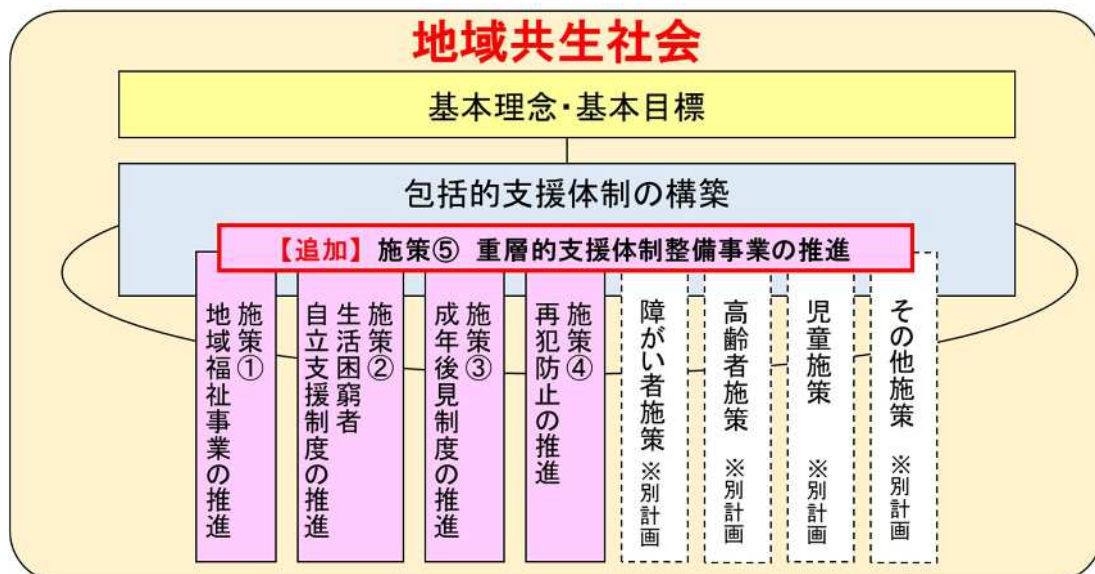 地域共生社会
基本理念・基本目標
包括的支援体制の構築
【追加】 施策⑤ 重層的支援体制整備事業の推進
施策①
地域福祉事業の推進
施策②
生活困窮者
自立支援制度の推進
施策③
成年後見制度の推進
施策④
再犯防止の推進
障がい者施策 ※別計画
高齢者施策 ※別計画
児童施策 ※別計画
その他施策 ※別計画